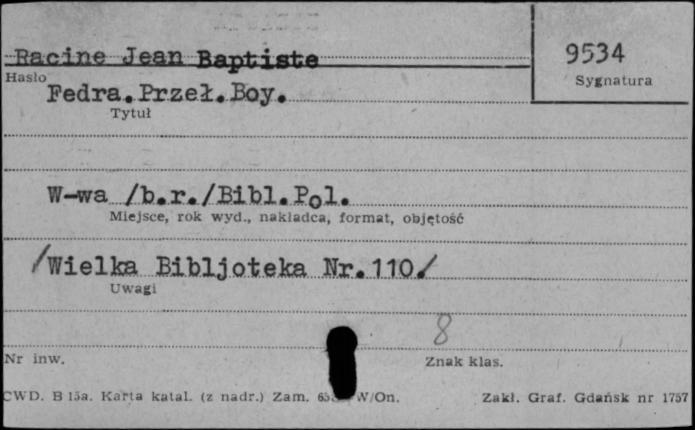 Racine Jean Baptiste
9534
Hasło
Sygnatura
Fedra.Przeł.Boy.
Tytuł
W-wa /b.r./Bibl.Pol.
Miejsce, rok wyd., nakładca, format, objętość
/Wielka Bibljoteka Nr.110/
Uwagi
8
Nr inw.
Znak klas.
CWD. B 15a. Karta katal. (z nadr.) Zam. W/On.
Zakł. Graf. Gdańsk nr 1757